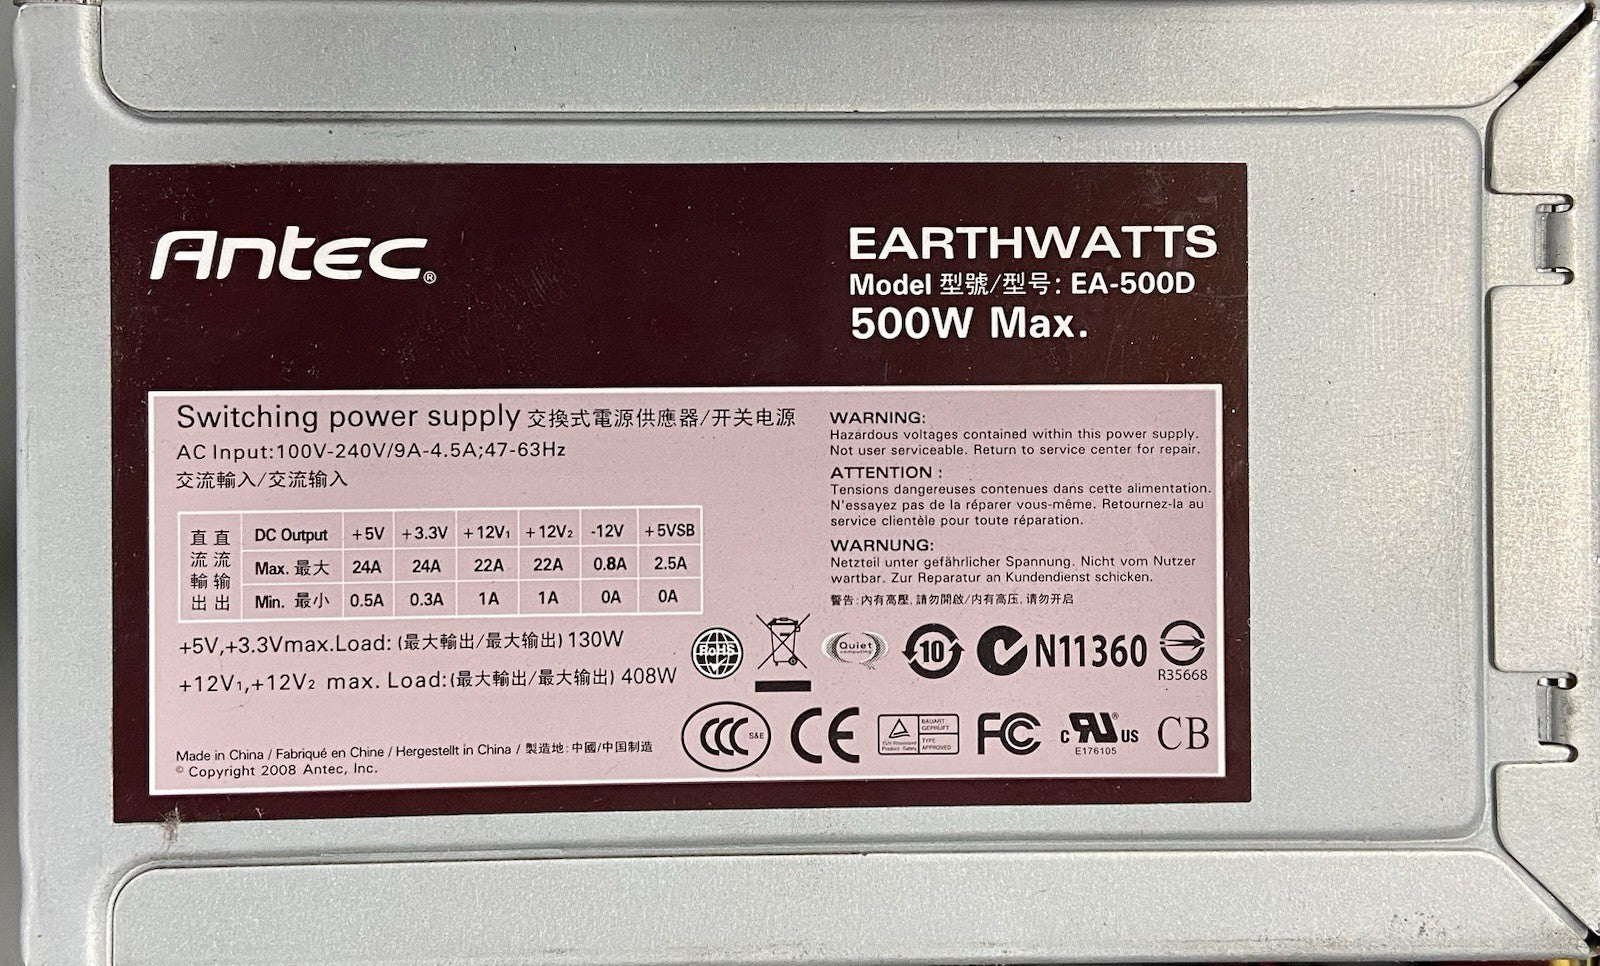 Antec®
EARTHWATTS
Model 型號/型号: EA-500D
500W Max.
Switching power supply 交換式電源供應器/开关电源
AC Input:100V-240V/9A-4.5A;47-63Hz
交流輸入/交流输入
直流輸出 直流输出
DC Output +5V +3.3V +12V1 +12V2 -12V +5VSB
Max. 最大 24A 24A 22A 22A 0.8A 2.5A
Min. 最小 0.5A 0.3A 1A 1A 0A 0A
+5V,+3.3Vmax.Load: (最大輸出/最大输出) 130W
+12V1,+12V2 max. Load:(最大輸出/最大输出) 408W
Made in China / Fabriqué en Chine / Hergestellt in China / 製造地: 中國/中国制造
© Copyright 2008 Antec, Inc.
WARNING:
Hazardous voltages contained within this power supply.
Not user serviceable. Return to service center for repair.
ATTENTION :
Tensions dangereuses contenues dans cette alimentation.
N'essayez pas de la réparer vous-même. Retournez-la au
service clientèle pour toute réparation.
WARNUNG:
Netzteil unter gefährlicher Spannung. Nicht vom Nutzer
wartbar. Zur Reparatur an Kundendienst schicken.
警告:內有高壓, 請勿開啟/内有高压, 请勿开启
RoHS
Quiet
computing
10
N11360
R35668
CCC S&E
CE
TÜV Rheinland
Product Safety
BAUART
GEPRÜFT
TYPE
APPROVED
FC
c RU® US
E176105
CB